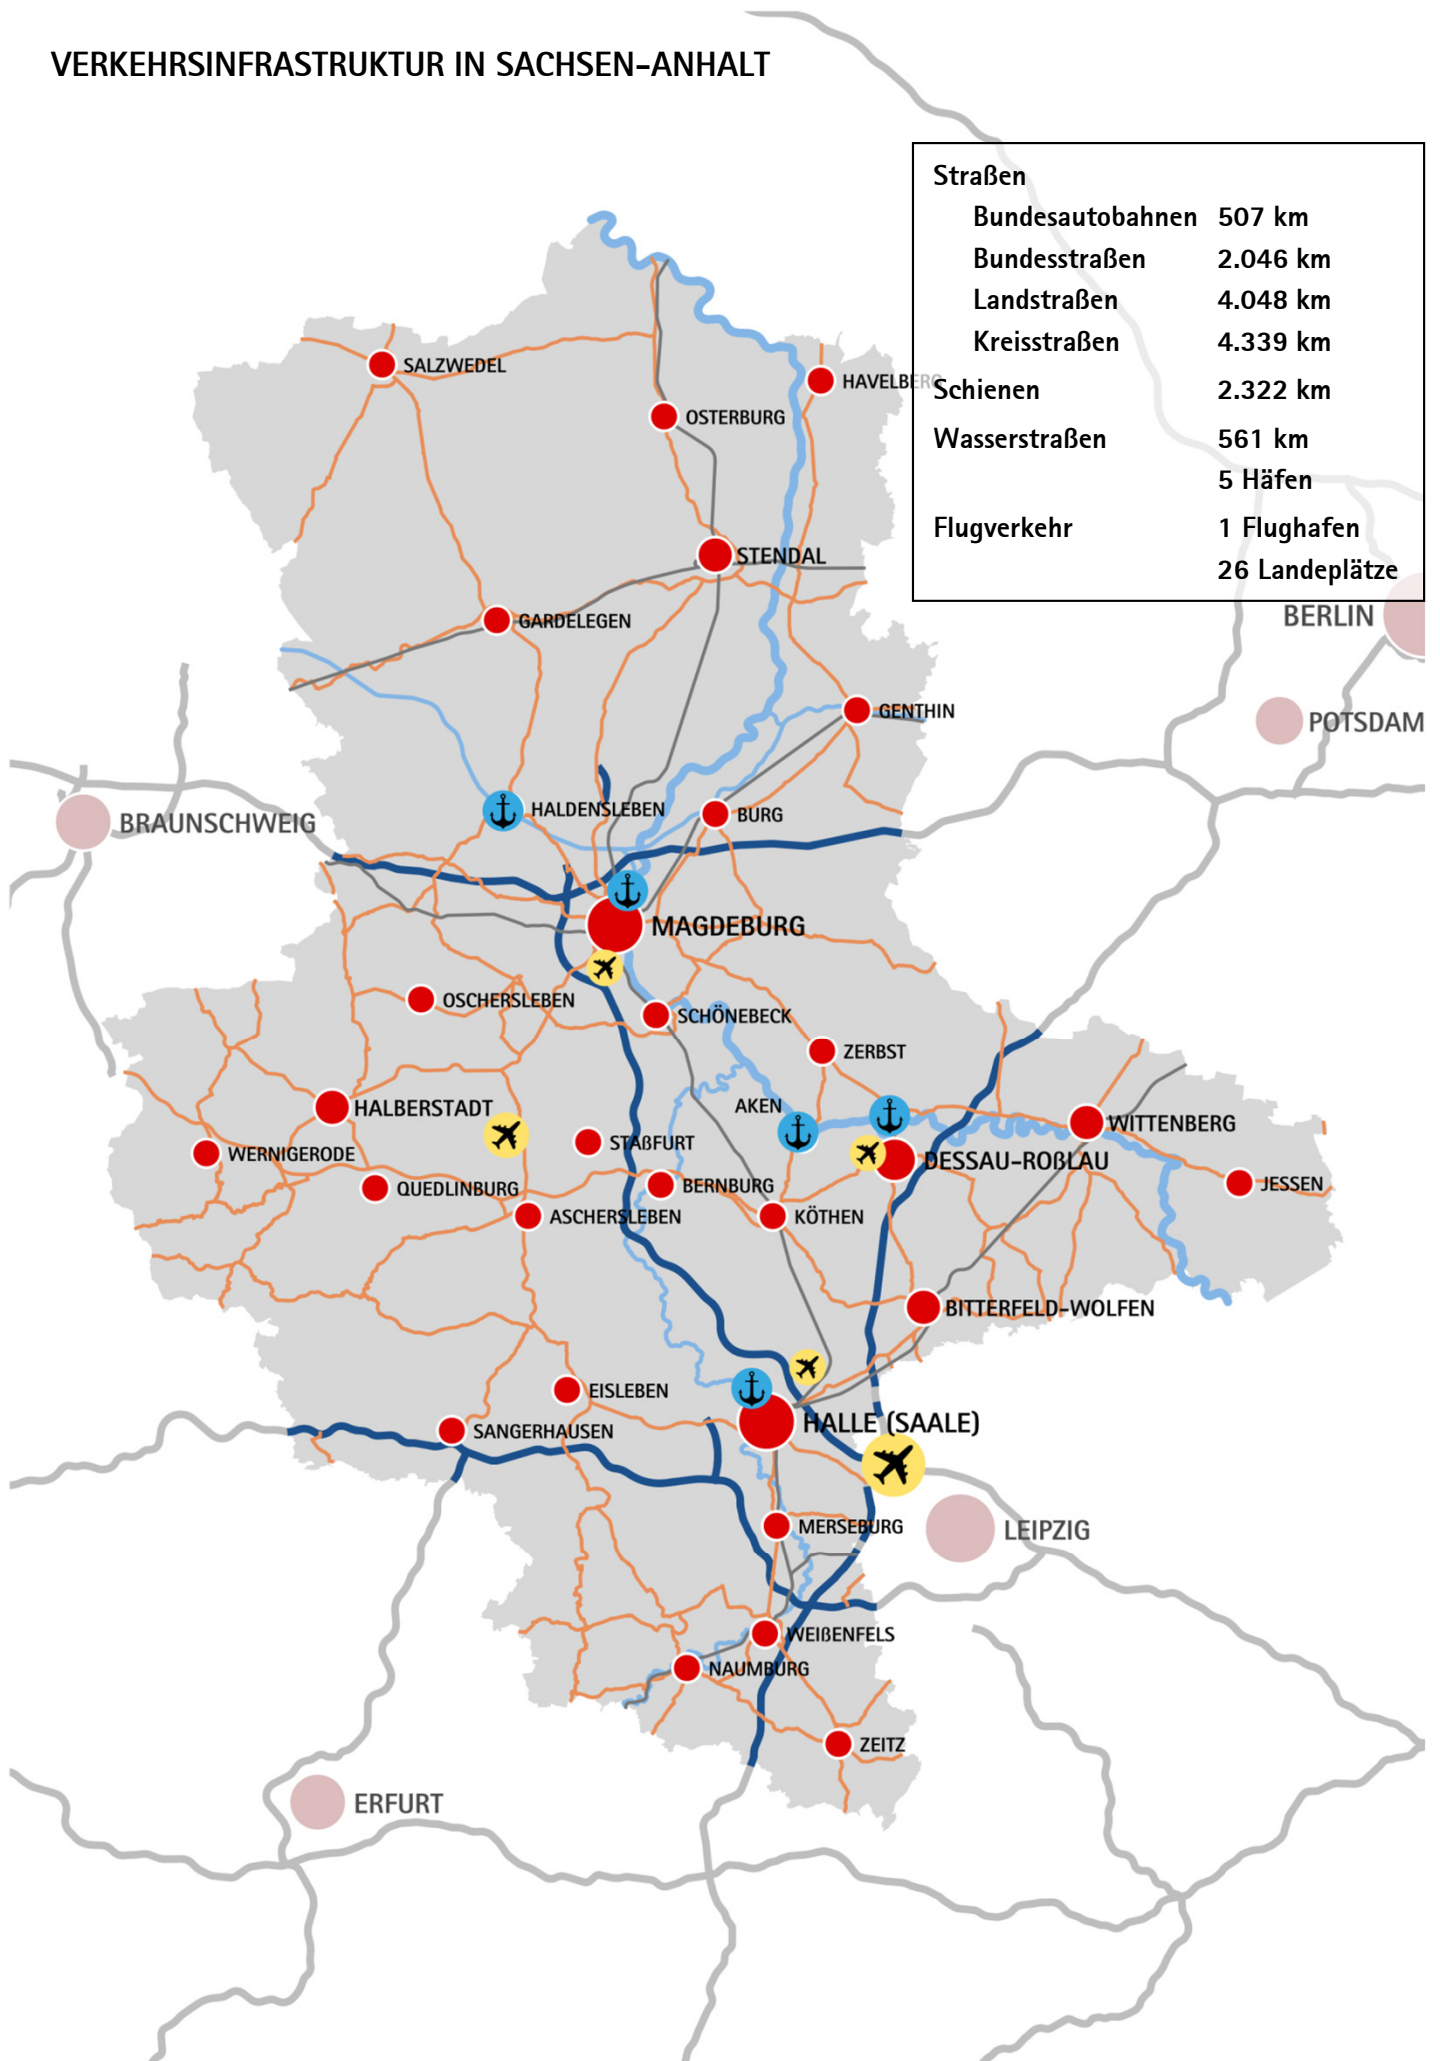 VERKEHRSINFRASTRUKTUR IN SACHSEN-ANHALT
Straßen
Bundesautobahnen 507 km
Bundesstraßen 2.046 km
Landstraßen 4.048 km
Kreisstraßen 4.339 km
Schienen 2.322 km
Wasserstraßen 561 km
5 Häfen
Flugverkehr 1 Flughafen
26 Landeplätze
SALZWEDEL
HAVELBERG
OSTERBURG
STENDAL
BERLIN
GARDELEGEN
GENTHIN
POTSDAM
HALDENSLEBEN
BURG
BRAUNSCHWEIG
MAGDEBURG
OSCHERSLEBEN
SCHÖNEBECK
ZERBST
AKEN
HALBERSTADT
WITTENBERG
STAßFURT
WERNIGERODE
DESSAU-ROßLAU
JESSEN
QUEDLINBURG
BERNBURG
ASCHERSLEBEN
KÖTHEN
BITTERFELD-WOLFEN
EISLEBEN
HALLE (SAALE)
SANGERHAUSEN
MERSEBURG
LEIPZIG
WEIßENFELS
NAUMBURG
ZEITZ
ERFURT